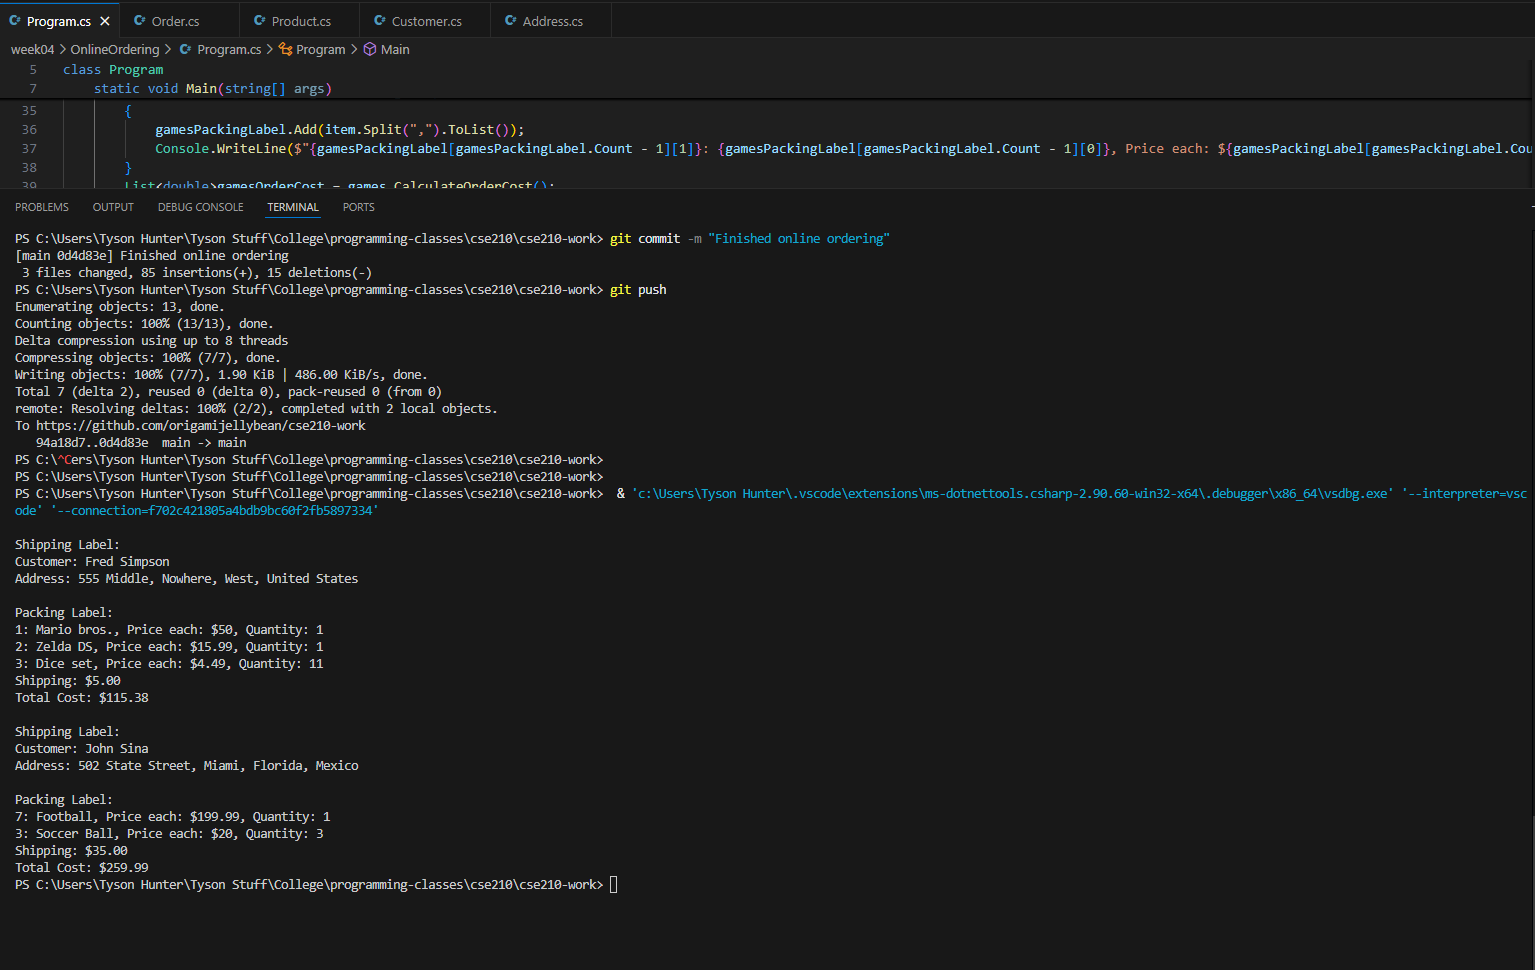 Program.cs
Order.cs
Product.cs
Customer.cs
Address.cs
week04 > OnlineOrdering > Program.cs > Program > Main
5 class Program
7 static void Main(string[] args)
35 {
36 gamesPackingLabel.Add(item.Split(",").ToList());
37 Console.WriteLine($"{gamesPackingLabel[gamesPackingLabel.Count - 1][1]}: {gamesPackingLabel[gamesPackingLabel.Count - 1][0]}, Price each: ${gamesPackingLabel[gamesPackingLabel.Cou
38 }
39 List<double>gamesOrderCost = games.CalculateOrderCost();
PROBLEMS OUTPUT DEBUG CONSOLE TERMINAL PORTS
PS C:\Users\Tyson Hunter\Tyson Stuff\College\programming-classes\cse210\cse210-work> git commit -m "Finished online ordering"
[main 0d4d83e] Finished online ordering
3 files changed, 85 insertions(+), 15 deletions(-)
PS C:\Users\Tyson Hunter\Tyson Stuff\College\programming-classes\cse210\cse210-work> git push
Enumerating objects: 13, done.
Counting objects: 100% (13/13), done.
Delta compression using up to 8 threads
Compressing objects: 100% (7/7), done.
Writing objects: 100% (7/7), 1.90 KiB | 486.00 KiB/s, done.
Total 7 (delta 2), reused 0 (delta 0), pack-reused 0 (from 0)
remote: Resolving deltas: 100% (2/2), completed with 2 local objects.
To https://github.com/origamijellybean/cse210-work
94a18d7..0d4d83e main -> main
PS C:\^Cers\Tyson Hunter\Tyson Stuff\College\programming-classes\cse210\cse210-work>
PS C:\Users\Tyson Hunter\Tyson Stuff\College\programming-classes\cse210\cse210-work>
PS C:\Users\Tyson Hunter\Tyson Stuff\College\programming-classes\cse210\cse210-work> & 'c:\Users\Tyson Hunter\.vscode\extensions\ms-dotnettools.csharp-2.90.60-win32-x64\.debugger\x86_64\vsdbg.exe' '--interpreter=vsc
ode' '--connection=f702c421805a4bdb9bc60f2fb5897334'
Shipping Label:
Customer: Fred Simpson
Address: 555 Middle, Nowhere, West, United States
Packing Label:
1: Mario bros., Price each: $50, Quantity: 1
2: Zelda DS, Price each: $15.99, Quantity: 1
3: Dice set, Price each: $4.49, Quantity: 11
Shipping: $5.00
Total Cost: $115.38
Shipping Label:
Customer: John Sina
Address: 502 State Street, Miami, Florida, Mexico
Packing Label:
7: Football, Price each: $199.99, Quantity: 1
3: Soccer Ball, Price each: $20, Quantity: 3
Shipping: $35.00
Total Cost: $259.99
PS C:\Users\Tyson Hunter\Tyson Stuff\College\programming-classes\cse210\cse210-work>